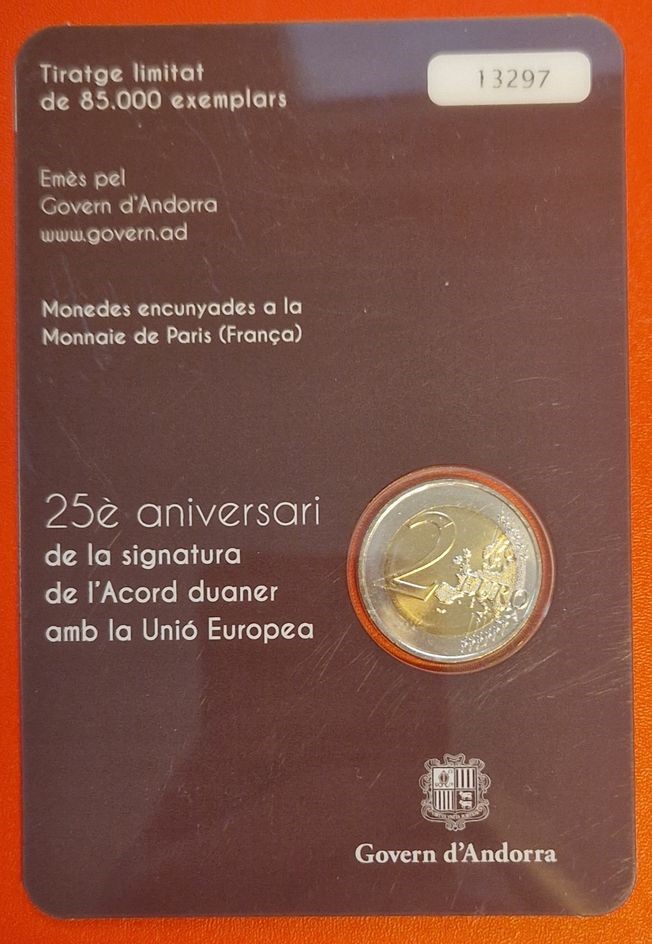 Tiratge limitat
de 85.000 exemplars
13297
Emès pel
Govern d'Andorra
www.govern.ad
Monedes encunyades a la
Monnaie de Paris (França)
25è aniversari
de la signatura
de l'Acord duaner
amb la Unió Europea
2
Govern d'Andorra